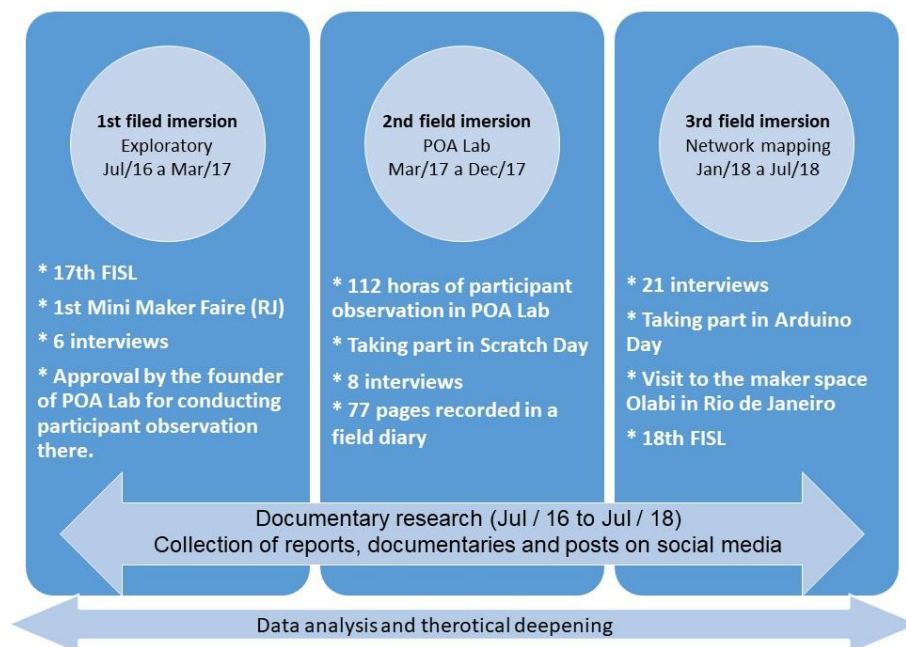 1st filed imersion
Exploratory
Jul/16 a Mar/17
* 17th FISL
* 1st Mini Maker Faire (RJ)
* 6 interviews
* Approval by the founder
of POA Lab for conducting
participant observation
there.
2nd field imersion
POA Lab
Mar/17 a Dec/17
* 112 horas of participant
observation in POA Lab
* Taking part in Scratch Day
* 8 interviews
* 77 pages recorded in a
field diary
3rd field imersion
Network mapping
Jan/18 a Jul/18
* 21 interviews
* Taking part in Arduino
Day
* Visit to the maker space
Olabi in Rio de Janeiro
* 18th FISL
Documentary research (Jul / 16 to Jul / 18)
Collection of reports, documentaries and posts on social media
Data analysis and therotical deepening